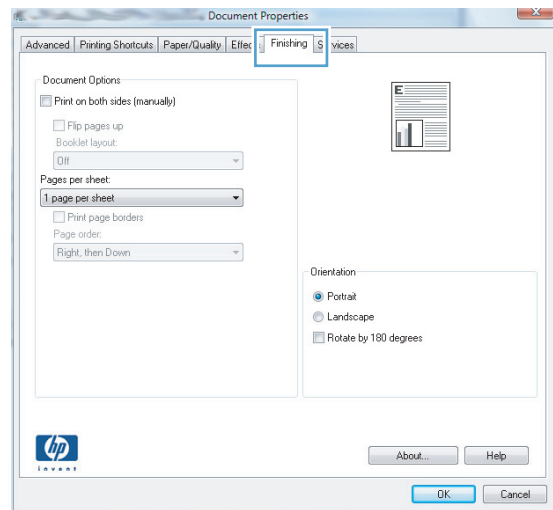 Document Properties
Advanced Printing Shortcuts Paper/Quality Finishing
Document Options
Print on both sides (manually)
Flip pages up
Booklet layout:
Off
Pages per sheet:
1 page per sheet
Print page borders
Page order:
Right, then Down
E
Orientation
Portrait
Landscape
Rotate by 180 degrees
hp
invent
About... Help
OK Cancel